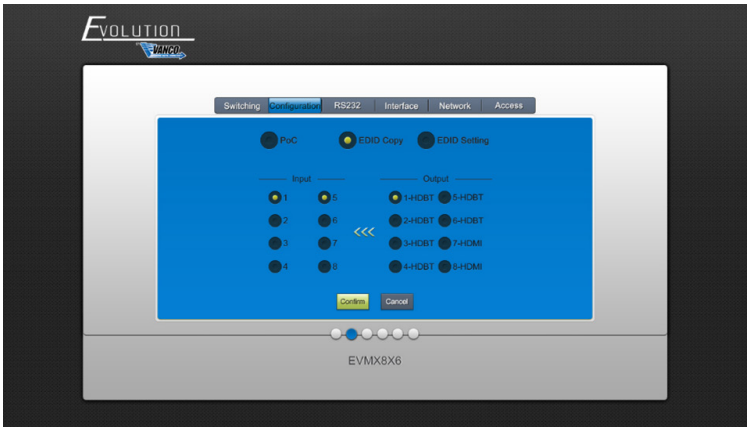 EVOLUTION
EVANCO
Switching Configuration RS232 Interface Network Access
PoC EDID Copy EDID Setting
Input Output
1 5 1-HDBT 5-HDBT
2 6 <<< 2-HDBT 6-HDBT
3 7 3-HDBT 7-HDMI
4 8 4-HDBT 8-HDMI
Confirm Cancel
EVMX8X6